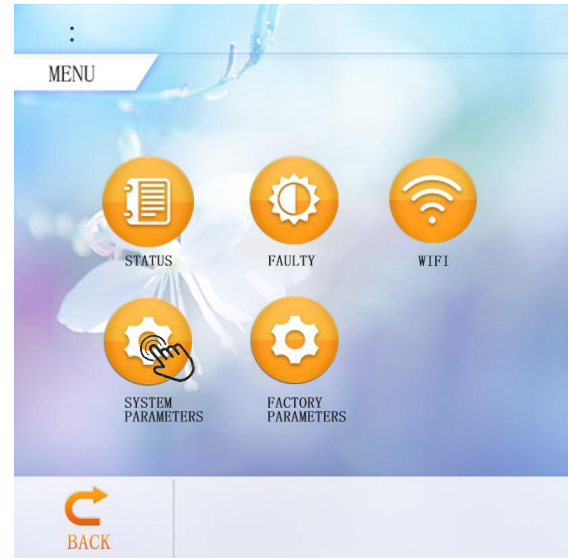 :
MENU
STATUS
FAULTY
WIFI
SYSTEM
PARAMETERS
FACTORY
PARAMETERS
BACK